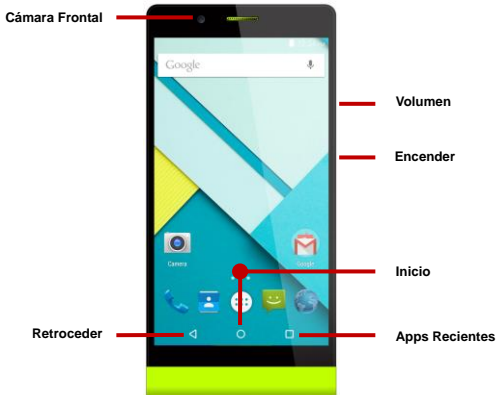 Cámara Frontal
Google
Volumen
Encender
Camera
Google
Inicio
Retroceder
Apps Recientes